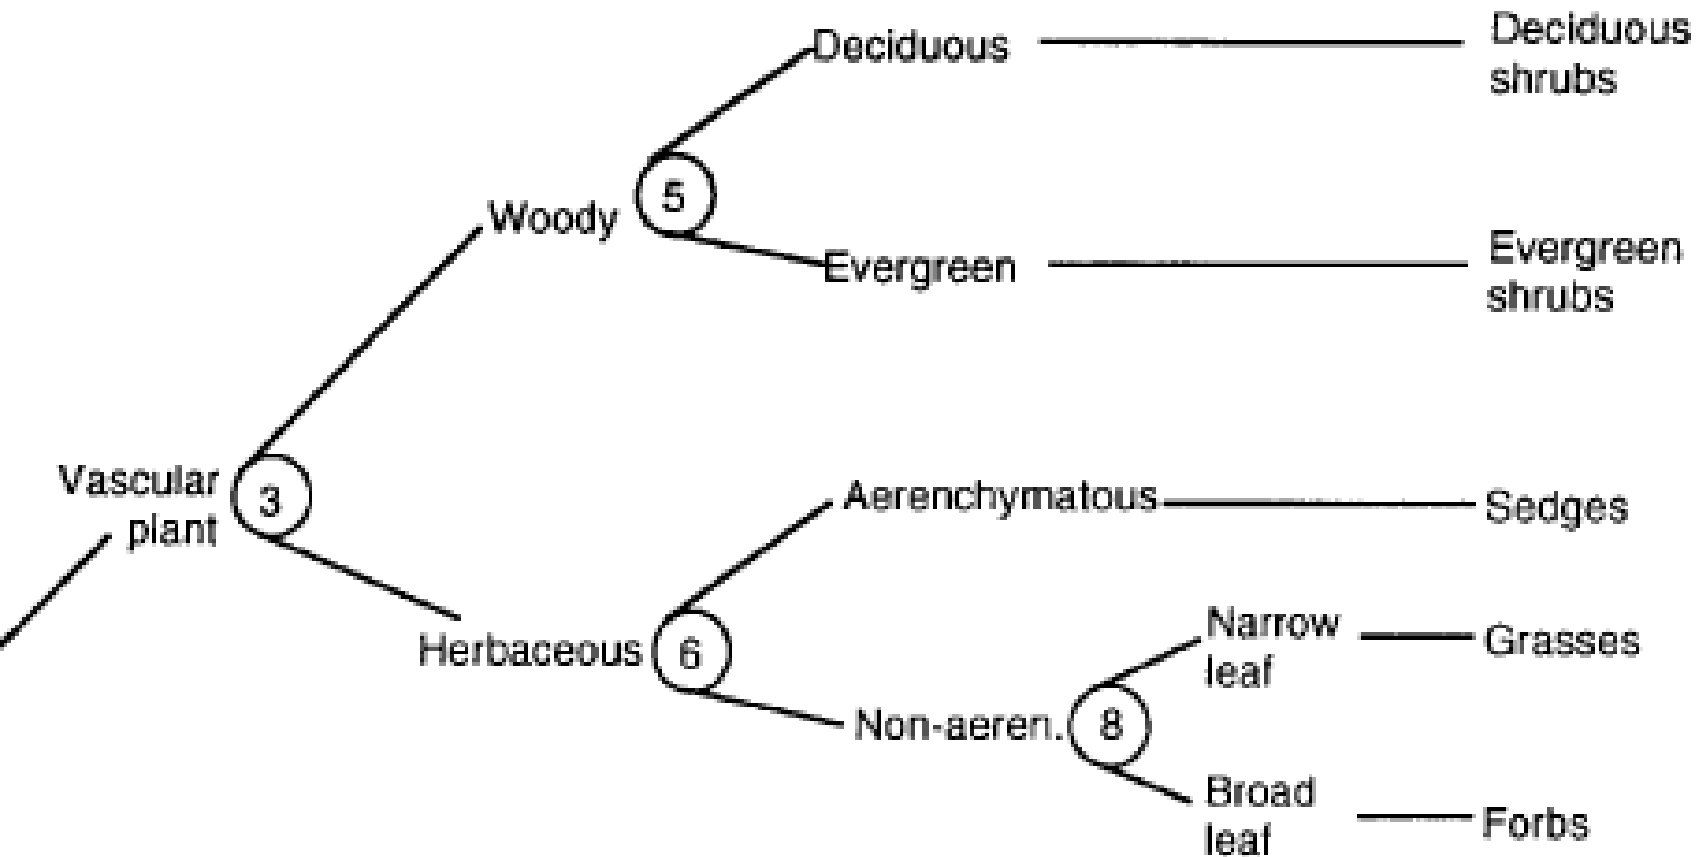 Deciduous
Deciduous
shrubs
5
Woody
Evergreen
Evergreen
shrubs
Vascular
plant
3
Aerenchymatous
Sedges
Herbaceous
6
Narrow
leaf
Grasses
Non-aeren.
8
Broad
leaf
Forbs